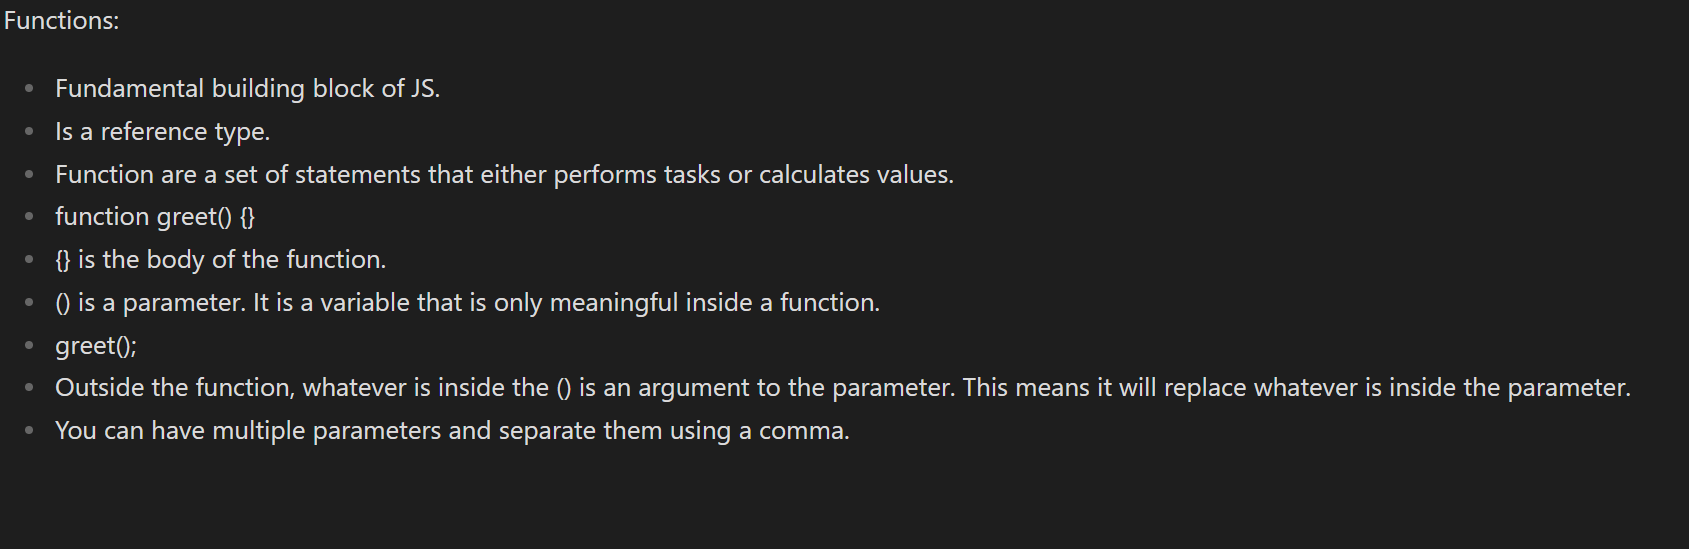 Functions:
Fundamental building block of JS.
Is a reference type.
Function are a set of statements that either performs tasks or calculates values.
function greet() {}
{} is the body of the function.
() is a parameter. It is a variable that is only meaningful inside a function.
greet();
Outside the function, whatever is inside the () is an argument to the parameter. This means it will replace whatever is inside the parameter.
You can have multiple parameters and separate them using a comma.